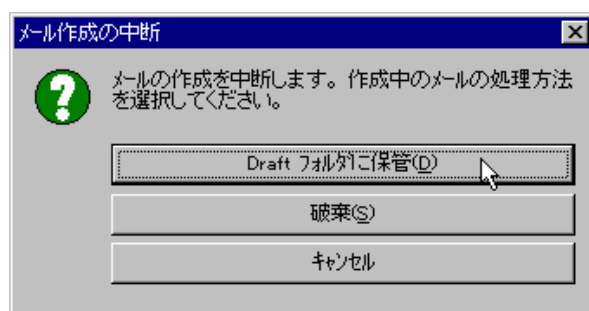 メール作成の中断
メールの作成を中断します。作成中のメールの処理方法
を選択してください。
Draft フォルダに保管(D)
破棄(S)
キャンセル